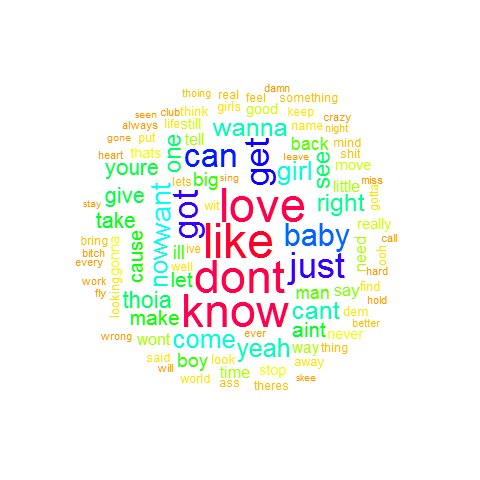 damn
thoing real feel something
girls good keep
seen club think crazy
always life still wanna name night
gone put tell one can get back mind
heart thats youre see leave shit
lets big sing girl move miss
give want got wit love little gotta
stay take right
bring cause now like baby really
bitch ill ive just need ooh call
every gonna well dont hard
work looking let find
fly thoia know man say hold
make cant dem
wrong wont come aint better
said yeah ever way never
will boy look thing
world time stop away
ass theres skee